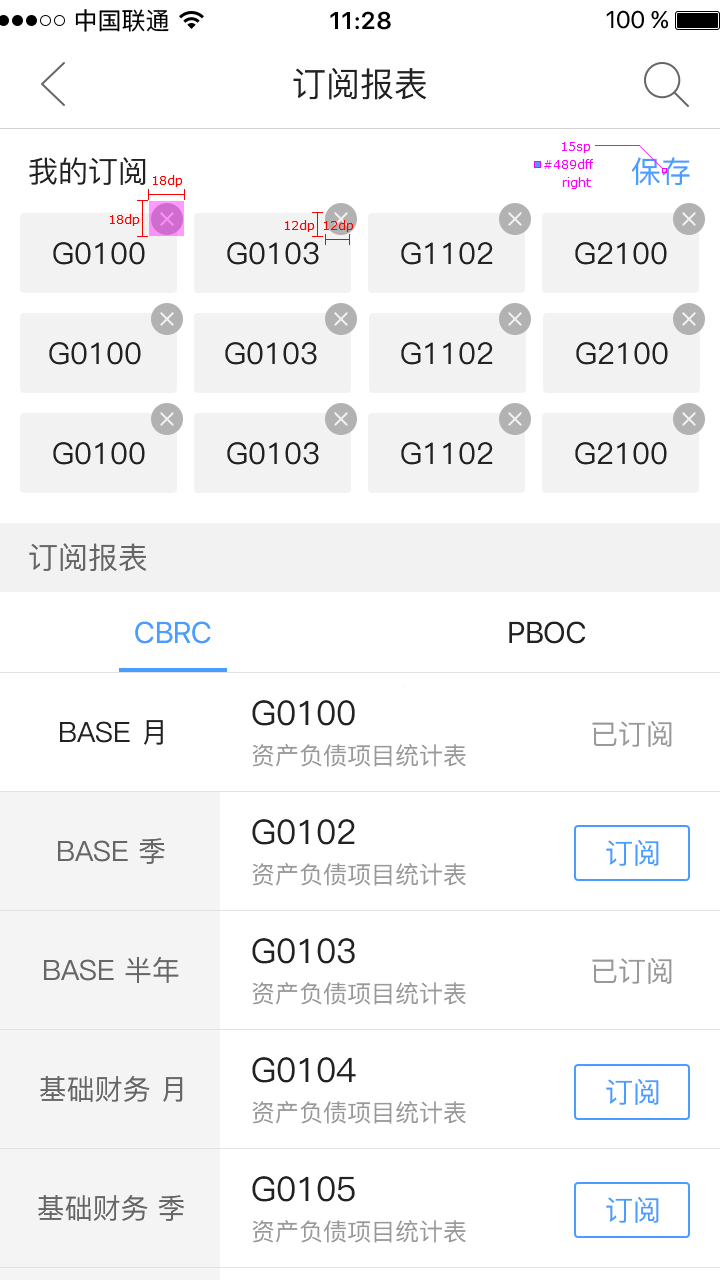 中国联通 11:28 100 %
订阅报表
15sp
我的订阅 #489dff 保存
18dp right
18dp 12dp 12dp
G0100 G0103 G1102 G2100
G0100 G0103 G1102 G2100
G0100 G0103 G1102 G2100
订阅报表
CBRC PBOC
BASE 月 G0100 已订阅
资产负债项目统计表
BASE 季 G0102 订阅
资产负债项目统计表
BASE 半年 G0103 已订阅
资产负债项目统计表
基础财务 月 G0104 订阅
资产负债项目统计表
基础财务 季 G0105 订阅
资产负债项目统计表